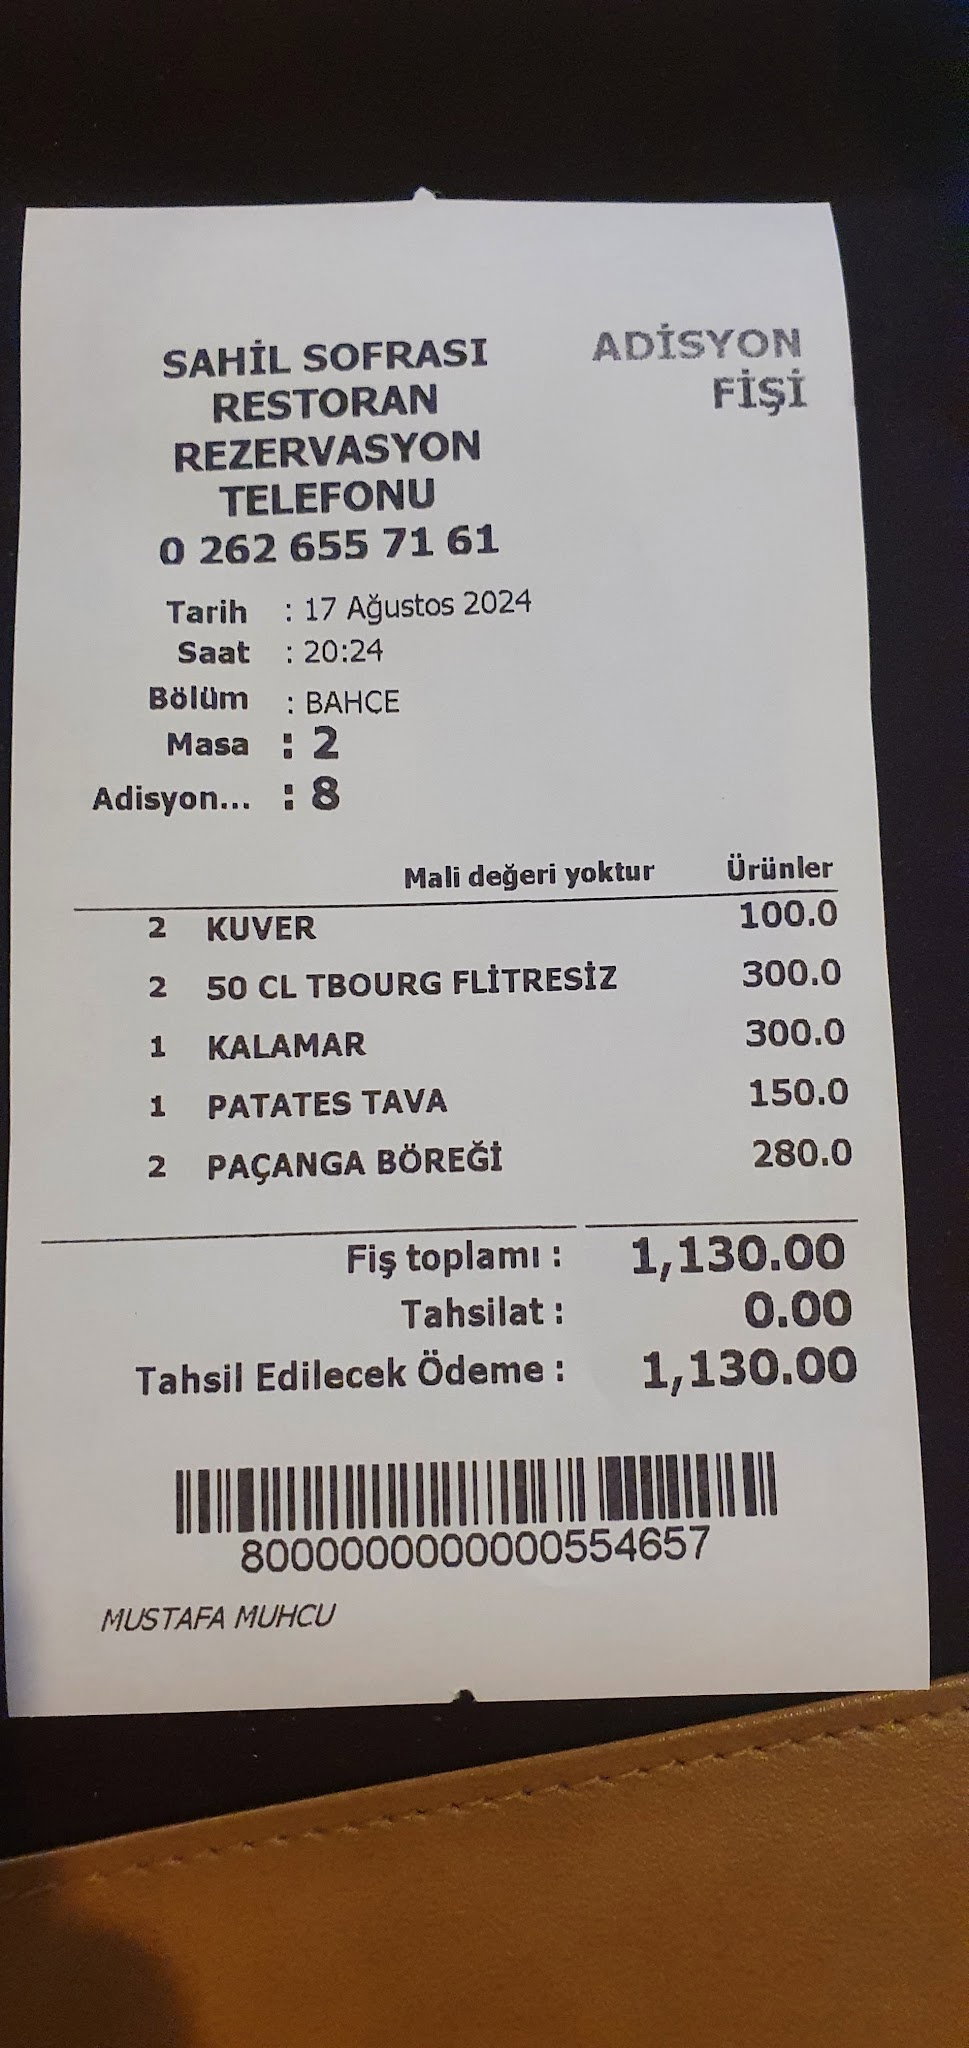 SAHİL SOFRASI
RESTORAN
REZERVASYON
TELEFONU
0 262 655 71 61
ADİSYON
FİŞİ
Tarih : 17 Ağustos 2024
Saat : 20:24
Bölüm : BAHÇE
Masa : 2
Adisyon... : 8
Mali değeri yoktur Ürünler
2 KUVER 100.0
2 50 CL TBOURG FLİTRESİZ 300.0
1 KALAMAR 300.0
1 PATATES TAVA 150.0
2 PAÇANGA BÖREĞİ 280.0
Fiş toplamı : 1,130.00
Tahsilat : 0.00
Tahsil Edilecek Ödeme : 1,130.00
8000000000000554657
MUSTAFA MUHCU